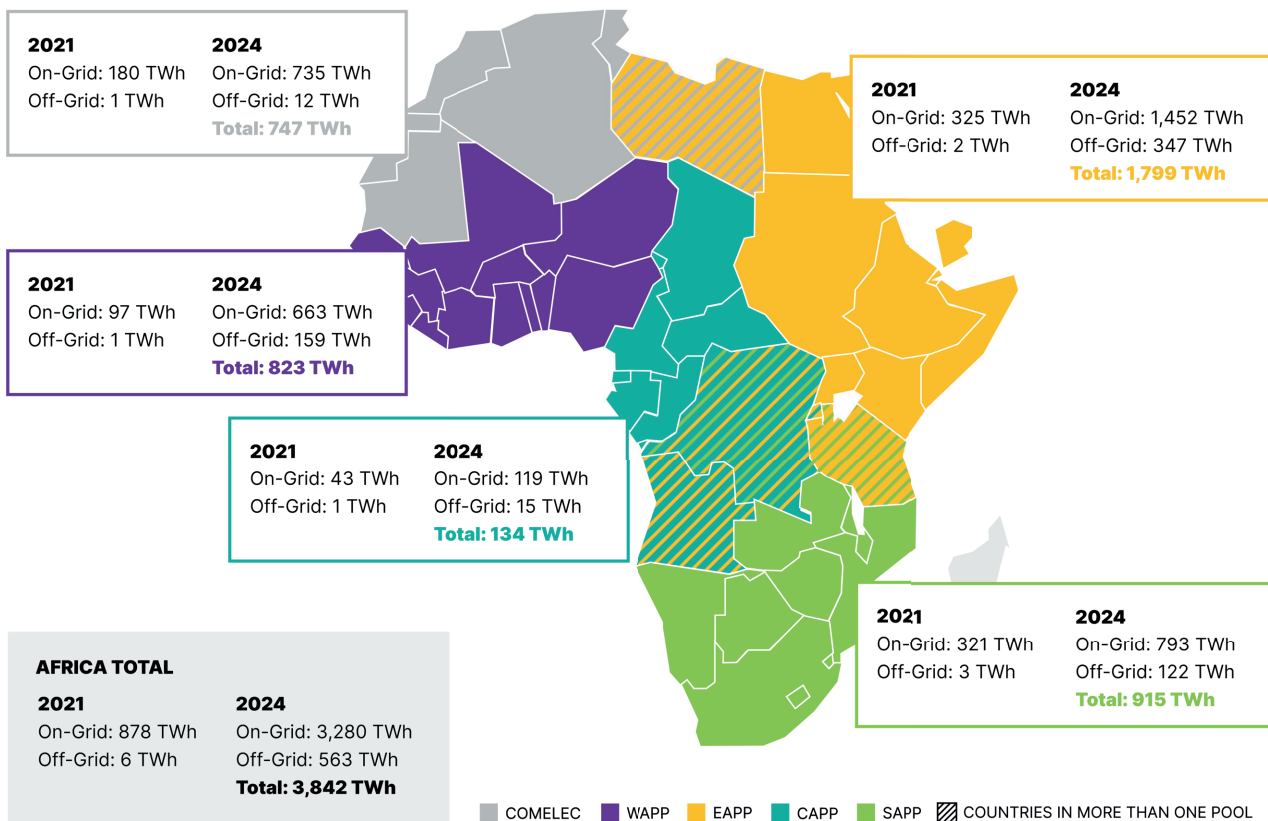 2021 2024
On-Grid: 180 TWh On-Grid: 735 TWh
Off-Grid: 1 TWh Off-Grid: 12 TWh
Total: 747 TWh
2021 2024
On-Grid: 325 TWh On-Grid: 1,452 TWh
Off-Grid: 2 TWh Off-Grid: 347 TWh
Total: 1,799 TWh
2021 2024
On-Grid: 97 TWh On-Grid: 663 TWh
Off-Grid: 1 TWh Off-Grid: 159 TWh
Total: 823 TWh
2021 2024
On-Grid: 43 TWh On-Grid: 119 TWh
Off-Grid: 1 TWh Off-Grid: 15 TWh
Total: 134 TWh
2021 2024
On-Grid: 321 TWh On-Grid: 793 TWh
Off-Grid: 3 TWh Off-Grid: 122 TWh
Total: 915 TWh
AFRICA TOTAL
2021 2024
On-Grid: 878 TWh On-Grid: 3,280 TWh
Off-Grid: 6 TWh Off-Grid: 563 TWh
Total: 3,842 TWh
COMELEC WAPP EAPP CAPP SAPP COUNTRIES IN MORE THAN ONE POOL